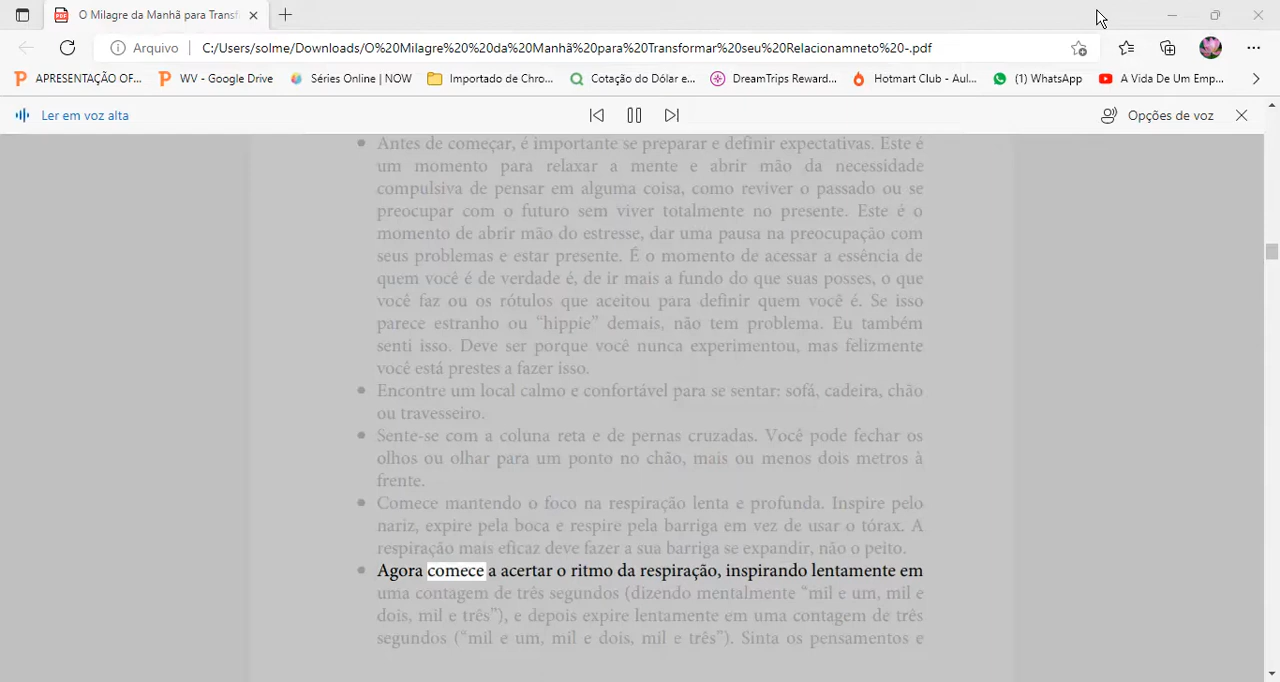 O Milagre da Manhã para Transf
Arquivo
C:/Users/solme/Downloads/O%20Milagre%20%20da%20Manhã%20para%20Transformar%20seu%20Relacionamneto%20-.pdf
APRESENTAÇÃO OF...
WV - Google Drive
Séries Online | NOW
Importado de Chro...
Cotação do Dólar e...
DreamTrips Reward...
Hotmart Club - Aul...
(1) WhatsApp
A Vida De Um Emp...
Ler em voz alta
Opções de voz
Antes de começar, é importante se preparar e definir expectativas. Este é
um momento para relaxar a mente e abrir mão da necessidade
compulsiva de pensar em alguma coisa, como reviver o passado ou se
preocupar com o futuro sem viver totalmente no presente. Este é o
momento de abrir mão do estresse, dar uma pausa na preocupação com
seus problemas e estar presente. É o momento de acessar a essência de
quem você é de verdade é, de ir mais a fundo do que suas posses, o que
você faz ou os rótulos que aceitou para definir quem você é. Se isso
parece estranho ou “hippie” demais, não tem problema. Eu também
senti isso. Deve ser porque você nunca experimentou, mas felizmente
você está prestes a fazer isso.
Encontre um local calmo e confortável para se sentar: sofá, cadeira, chão
ou travesseiro.
Sente-se com a coluna reta e de pernas cruzadas. Você pode fechar os
olhos ou olhar para um ponto no chão, mais ou menos dois metros à
frente.
Comece mantendo o foco na respiração lenta e profunda. Inspire pelo
nariz, expire pela boca e respire pela barriga em vez de usar o tórax. A
respiração mais eficaz deve fazer a sua barriga se expandir, não o peito.
Agora comece a acertar o ritmo da respiração, inspirando lentamente em
uma contagem de três segundos (dizendo mentalmente “mil e um, mil e
dois, mil e três”), e depois expire lentamente em uma contagem de três
segundos (“mil e um, mil e dois, mil e três”). Sinta os pensamentos e